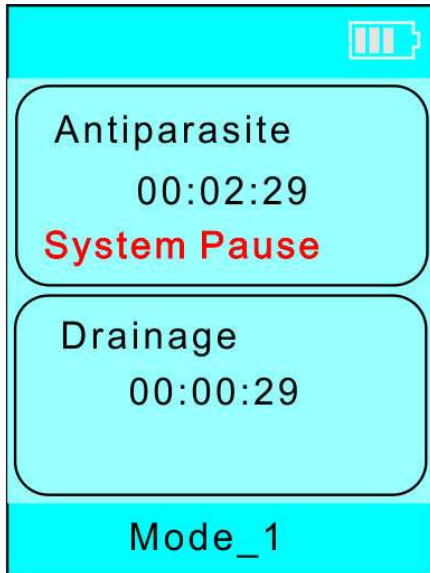 Antiparasite
00:02:29
System Pause
Drainage
00:00:29
Mode_1